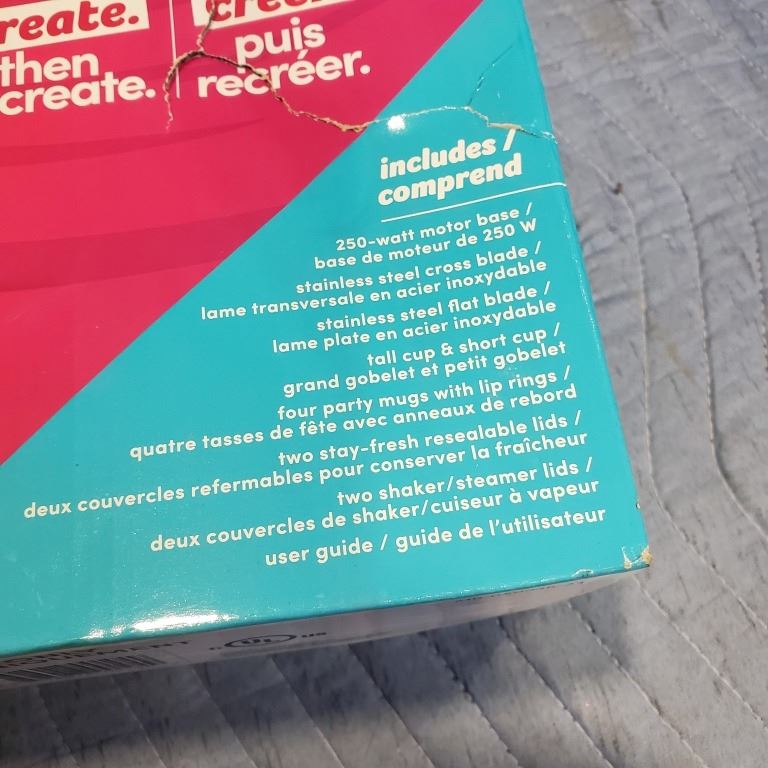 create.
then
create.
puis
recréer.
includes /
comprend
250-watt motor base /
base de moteur de 250 W
stainless steel cross blade /
lame transversale en acier inoxydable
stainless steel flat blade /
lame plate en acier inoxydable
tall cup & short cup /
grand gobelet et petit gobelet
four party mugs with lip rings /
quatre tasses de fête avec anneaux de rebord
two stay-fresh resealable lids /
deux couvercles refermables pour conserver la fraîcheur
two shaker/steamer lids /
deux couvercles de shaker/cuiseur à vapeur
user guide / guide de l'utilisateur
UL US